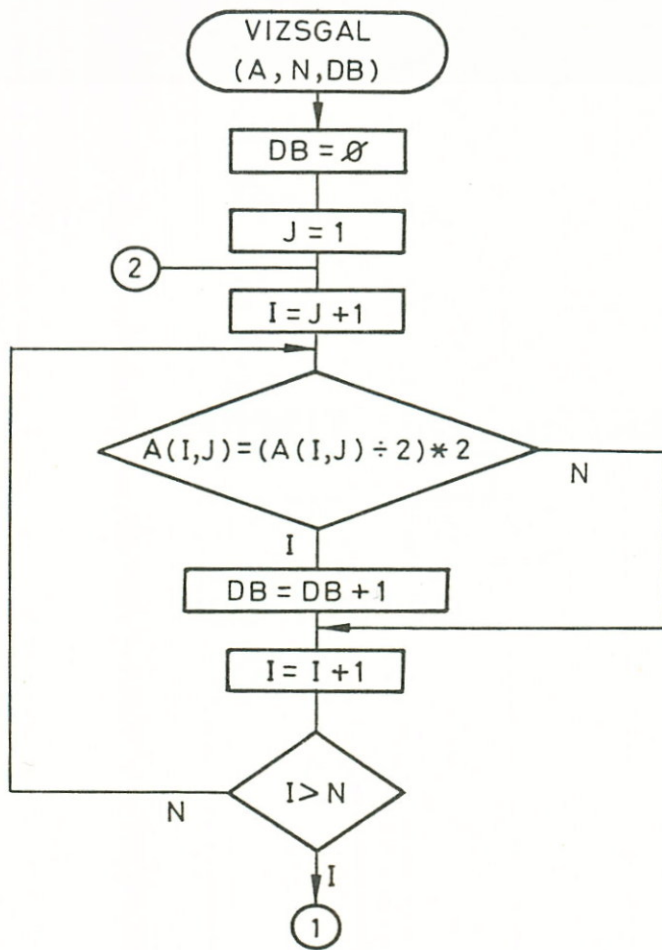 VIZSGAL
(A, N, DB)
DB = Ø
J = 1
2
I = J + 1
A(I,J) = (A(I,J) ÷ 2) * 2
N
I
DB = DB + 1
I = I + 1
I > N
N
I
1